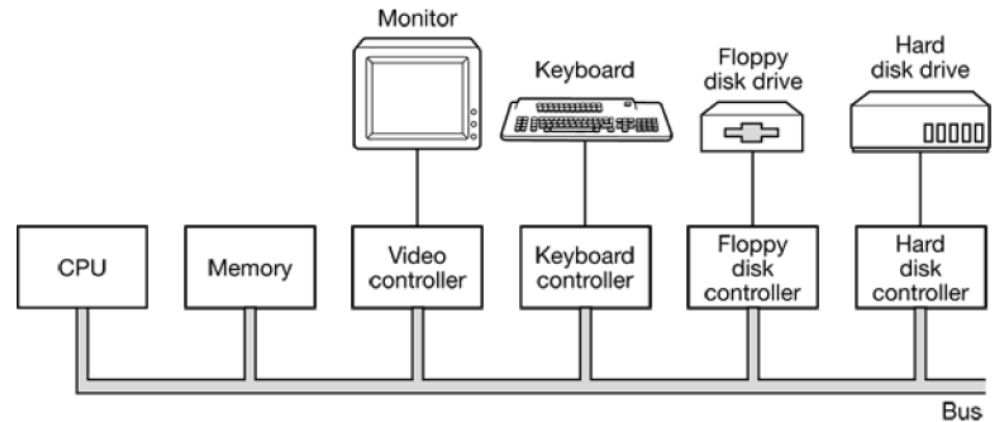 Monitor
Keyboard
Floppy
disk drive
Hard
disk drive
CPU
Memory
Video
controller
Keyboard
controller
Floppy
disk
controller
Hard
disk
controller
Bus